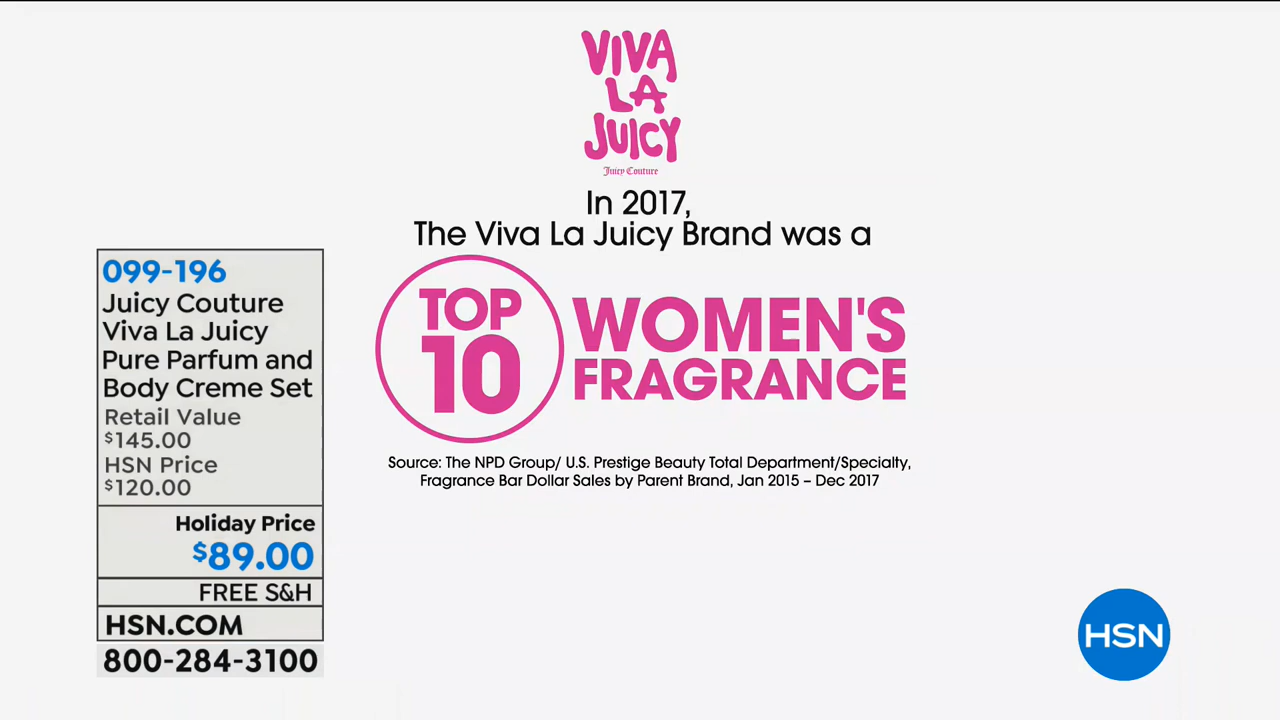 VIVA
LA
JUICY
Juicy Couture
In 2017,
The Viva La Juicy Brand was a
TOP
10
WOMEN'S
FRAGRANCE
Source: The NPD Group/ U.S. Prestige Beauty Total Department/Specialty,
Fragrance Bar Dollar Sales by Parent Brand, Jan 2015 – Dec 2017
099-196
Juicy Couture
Viva La Juicy
Pure Parfum and
Body Creme Set
Retail Value
$145.00
HSN Price
$120.00
Holiday Price
$89.00
FREE S&H
HSN.COM
800-284-3100
HSN